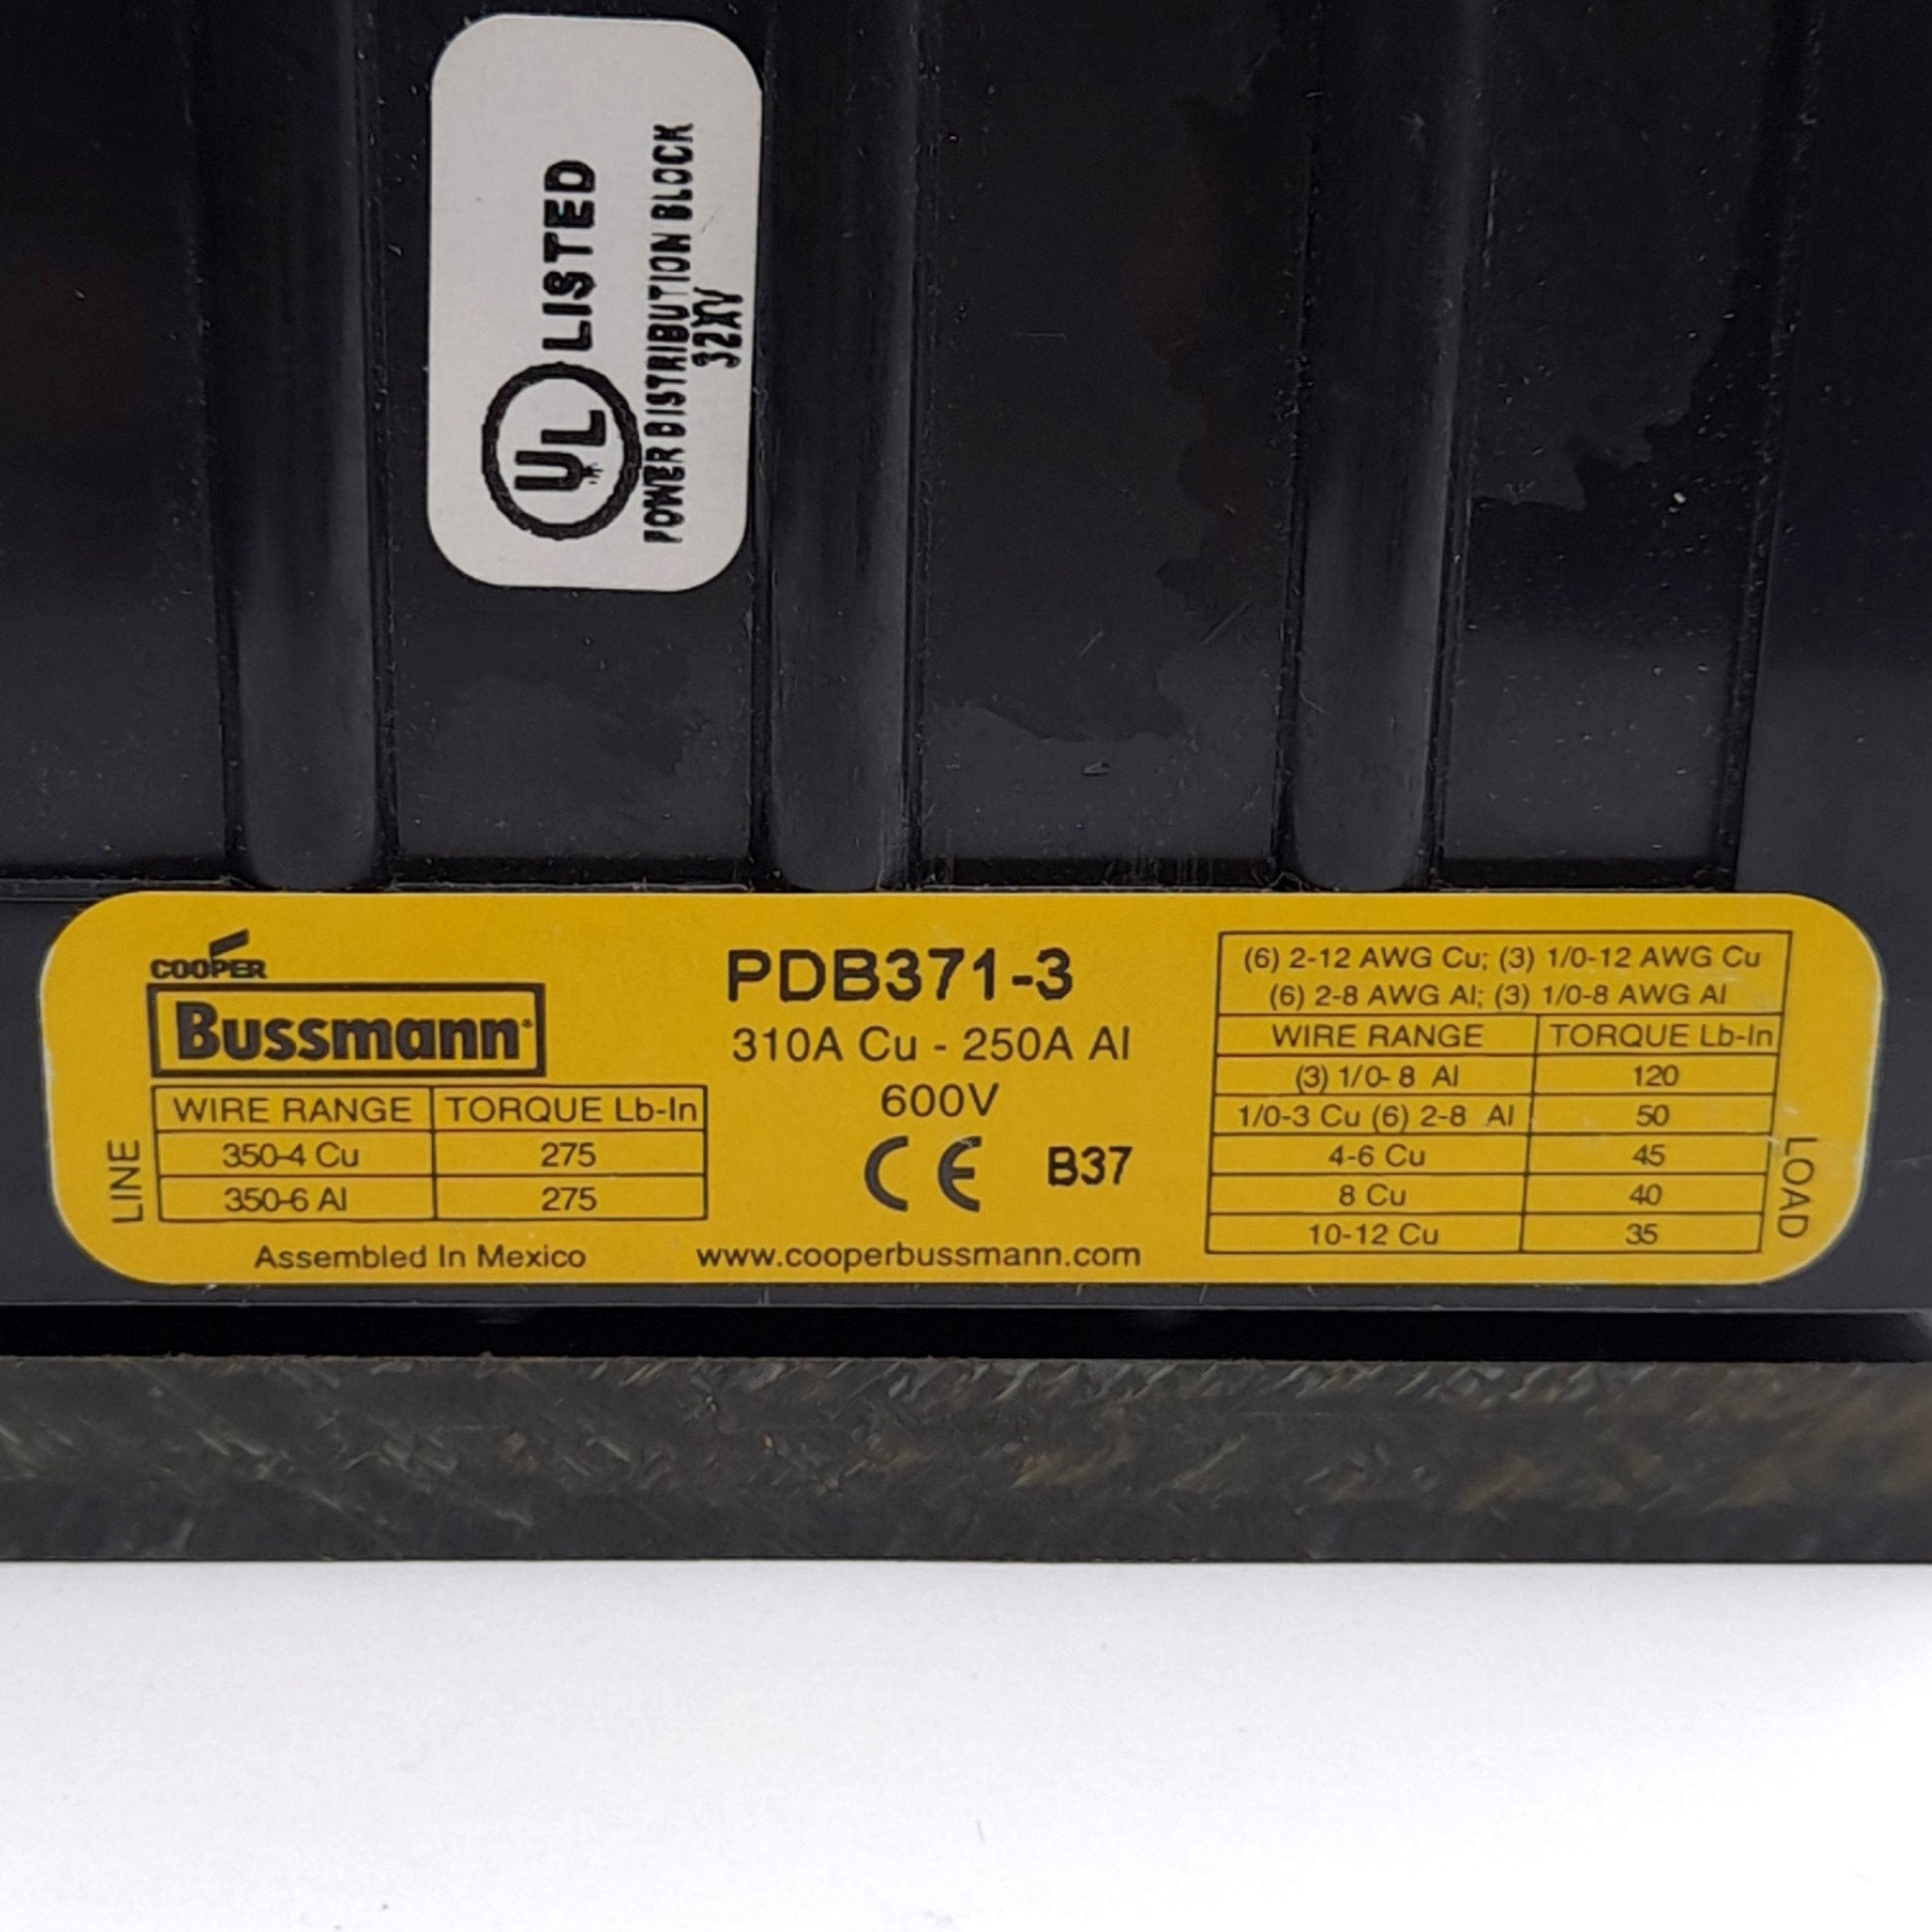 UL LISTED
POWER DISTRIBUTION BLOCK
32XV
COOPER
Bussmann
WIRE RANGE TORQUE Lb-In
350-4 Cu 275
350-6 Al 275
LINE
Assembled In Mexico
PDB371-3
310A Cu - 250A Al
600V
CE B37
www.cooperbussmann.com
(6) 2-12 AWG Cu; (3) 1/0-12 AWG Cu
(6) 2-8 AWG Al; (3) 1/0-8 AWG Al
WIRE RANGE TORQUE Lb-In
(3) 1/0- 8 Al 120
1/0-3 Cu (6) 2-8 Al 50
4-6 Cu 45
8 Cu 40
10-12 Cu 35
LOAD